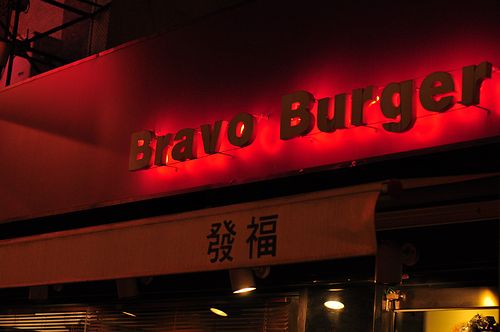 Bravo Burger
發福